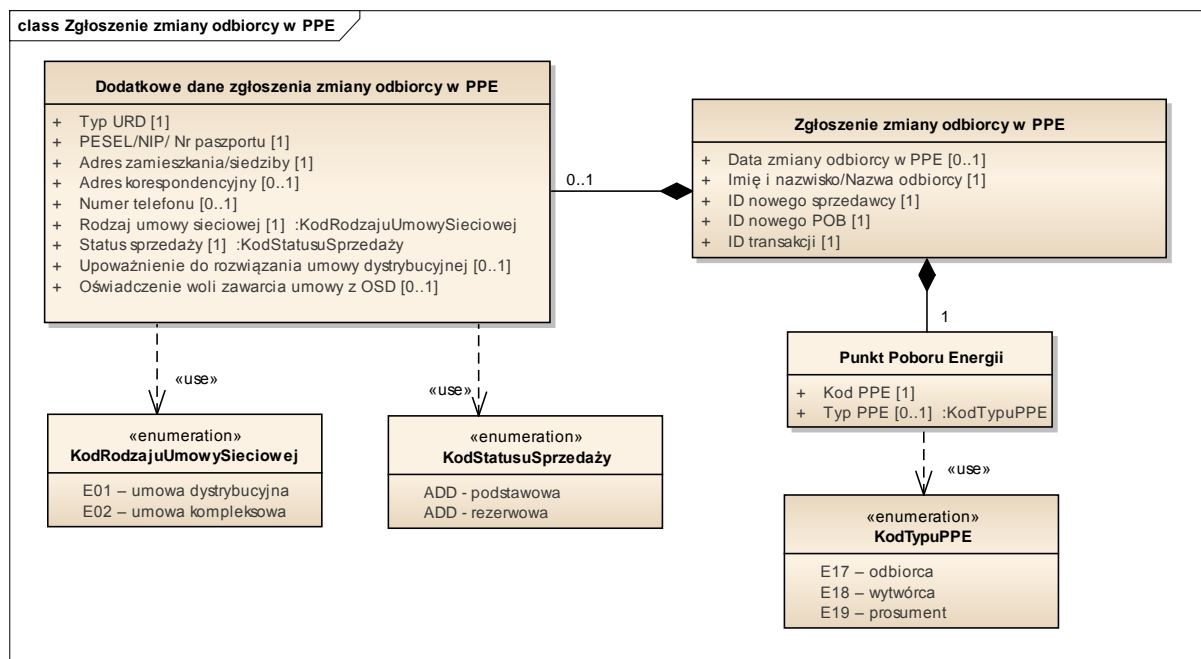 class Zgłoszenie zmiany odbiorcy w PPE
Dodatkowe dane zgłoszenia zmiany odbiorcy w PPE
+ Typ URD [1]
+ PESEL/NIP/ Nr paszportu [1]
+ Adres zamieszkania/siedziby [1]
+ Adres korespondencyjny [0..1]
+ Numer telefonu [0..1]
+ Rodzaj umowy sieciowej [1] :KodRodzajuUmowySieciowej
+ Status sprzedaży [1] :KodStatusuSprzedaży
+ Upoważnienie do rozwiązania umowy dystrybucyjnej [0..1]
+ Oświadczenie woli zawarcia umowy z OSD [0..1]
0..1
Zgłoszenie zmiany odbiorcy w PPE
+ Data zmiany odbiorcy w PPE [0..1]
+ Imię i nazwisko/Nazwa odbiorcy [1]
+ ID nowego sprzedawcy [1]
+ ID nowego POB [1]
+ ID transakcji [1]
1
Punkt Poboru Energii
+ Kod PPE [1]
+ Typ PPE [0..1] :KodTypuPPE
«use»
«use»
«use»
«enumeration»
KodRodzajuUmowySieciowej
E01 – umowa dystrybucyjna
E02 – umowa kompleksowa
«enumeration»
KodStatusuSprzedaży
ADD - podstawowa
ADD - rezerwowa
«enumeration»
KodTypuPPE
E17 – odbiorca
E18 – wytwórca
E19 – prosument